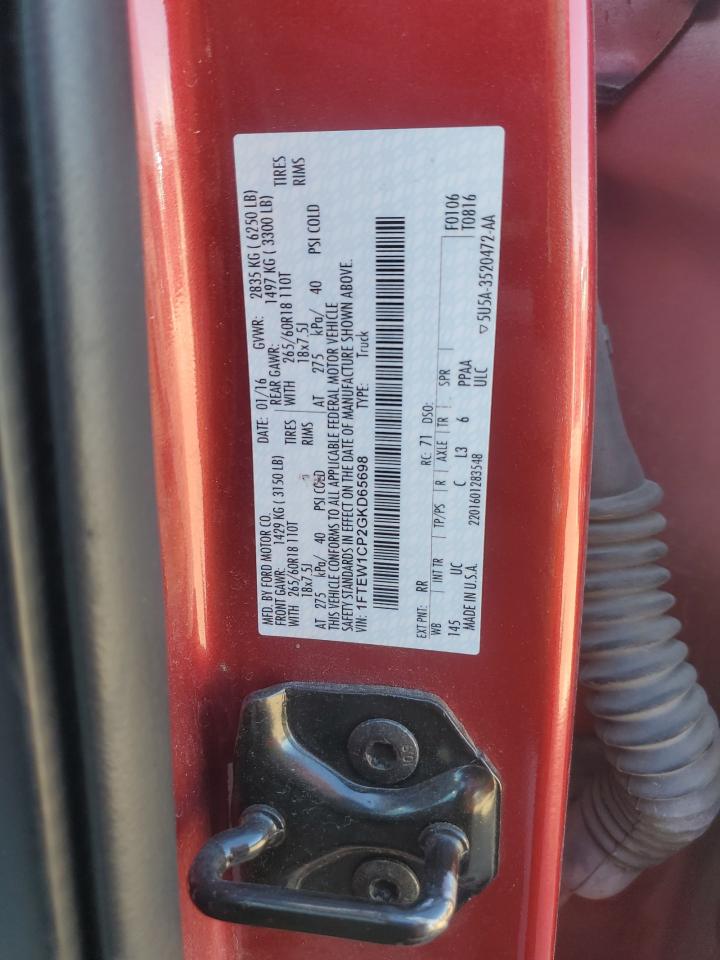 MFD. BY FORD MOTOR CO.
DATE: 01/16 GVWR: 2835 KG ( 6250 LB)
FRONT GAWR: 1429 KG (3150 LB)
REAR GAWR: 1497 KG ( 3300 LB)
WITH 265/60R18 110T TIRES
WITH 265/60R18 110T TIRES
18x7.5J RIMS
18x7.5J RIMS
AT 275 kPa/ 40 PSI COLD
AT 275 kPa/ 40 PSI COLD
THIS VEHICLE CONFORMS TO ALL APPLICABLE FEDERAL MOTOR VEHICLE
SAFETY STANDARDS IN EFFECT ON THE DATE OF MANUFACTURE SHOWN ABOVE.
VIN: 1FTEW1CP2GKD65698 TYPE: Truck
EXT PNT: RR RC: 71 DSO: F0106
WB INT TR TP/PS R AXLE TR SPR T0816
145 UC C L3 6 PPAA
MADE IN U.S.A. 2201601283548 ULC
▽5U5A-3520472-AA